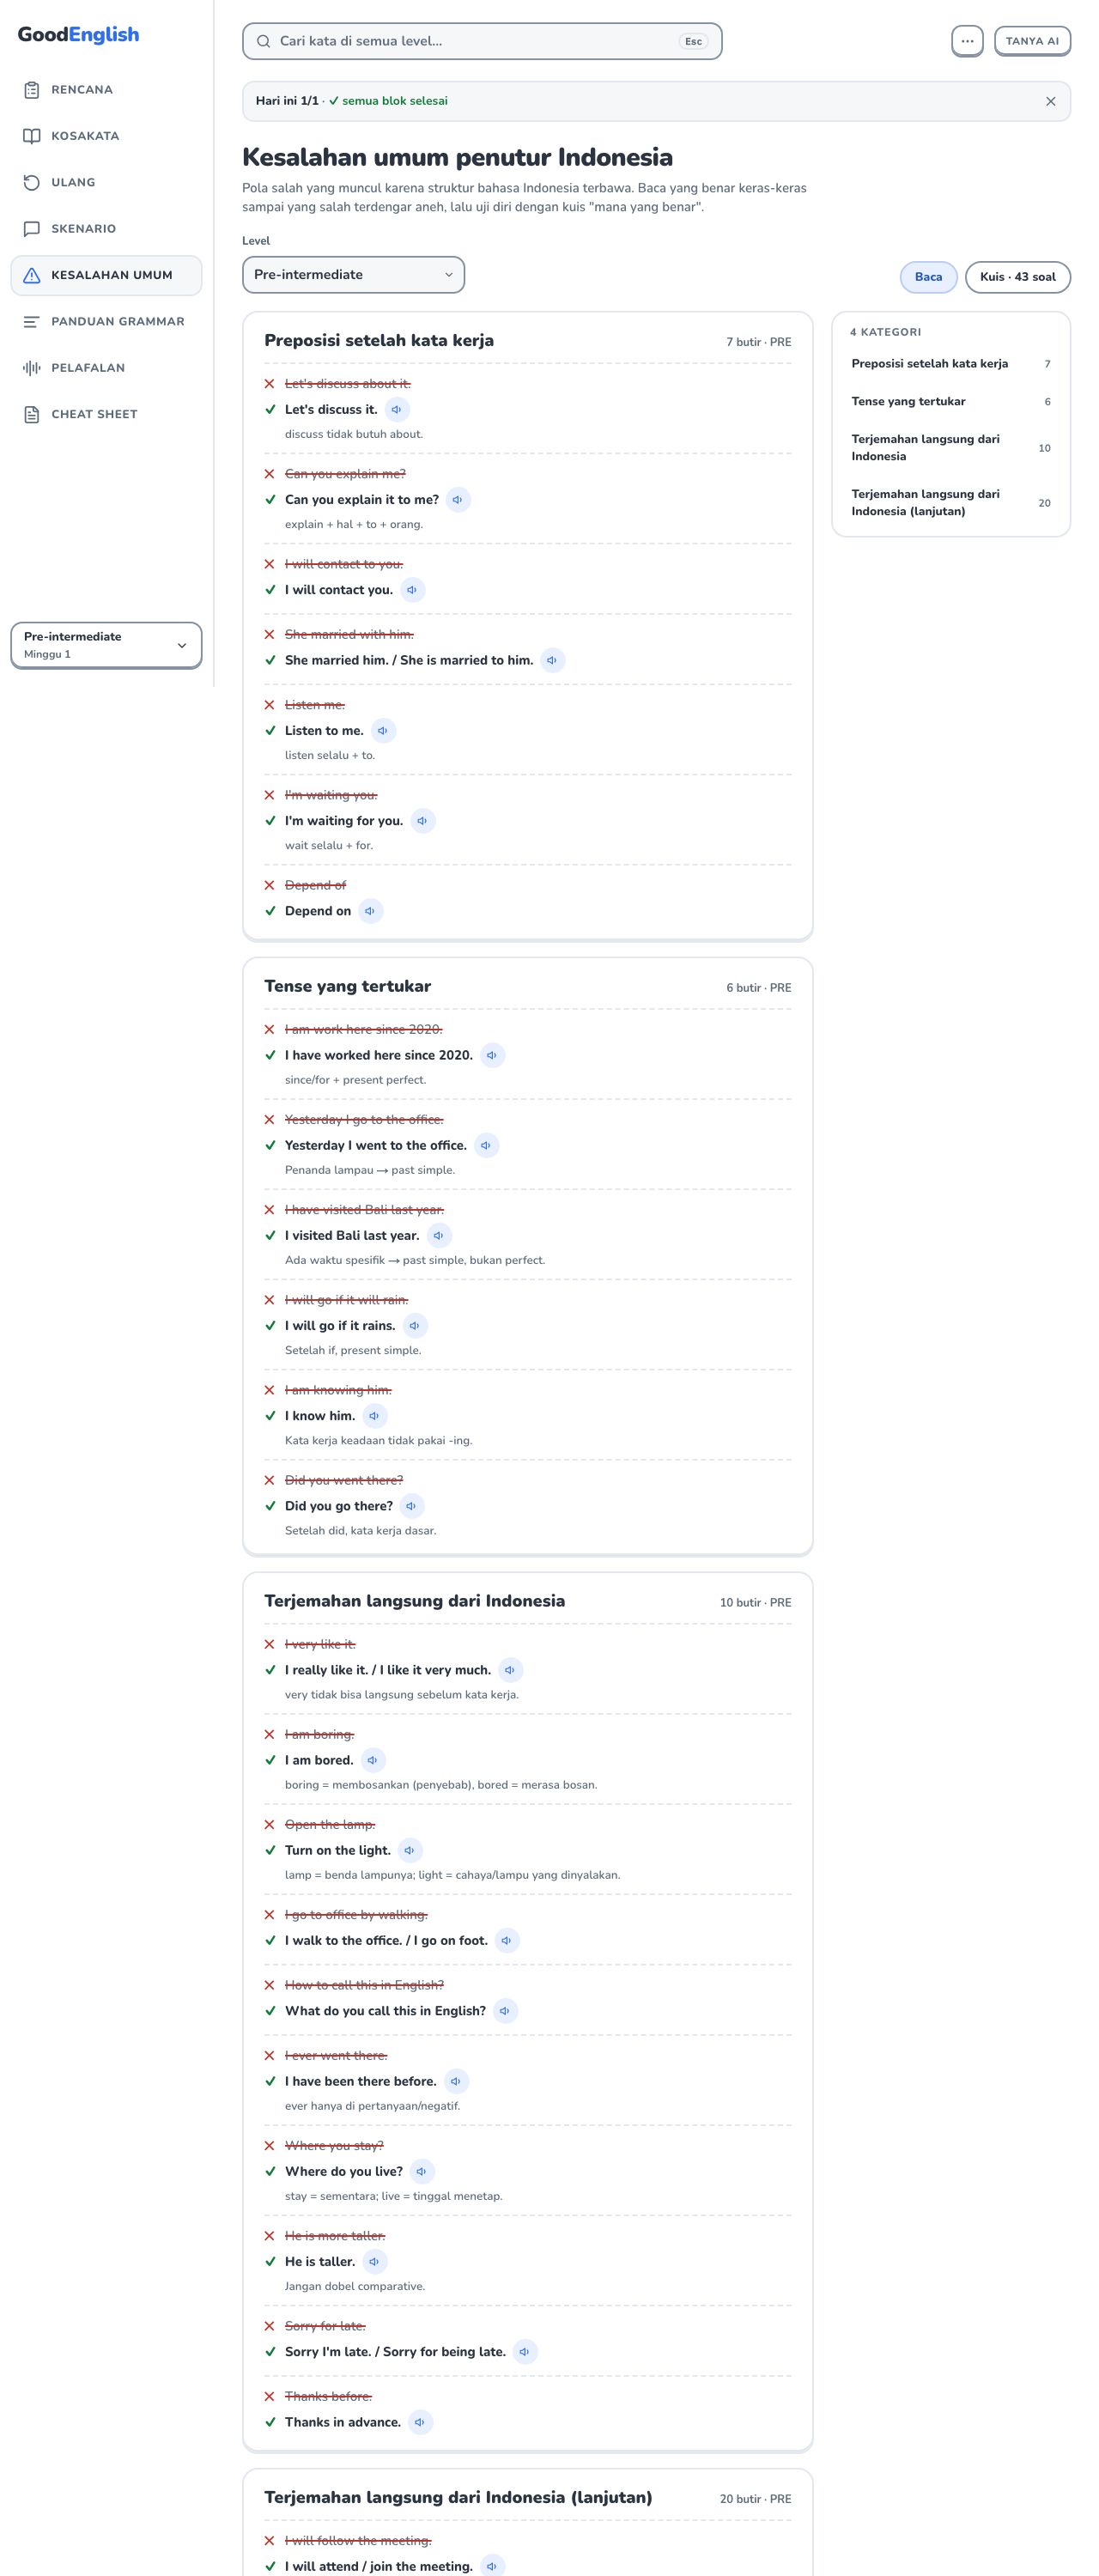 GoodEnglish
RENCANA
KOSAKATA
ULANG
SKENARIO
KESALAHAN UMUM
PANDUAN GRAMMAR
PELAFALAN
CHEAT SHEET
Pre-intermediate
Minggu 1
Cari kata di semua level...
Esc
TANYA AI
Hari ini 1/1 · ✓ semua blok selesai
Kesalahan umum penutur Indonesia
Pola salah yang muncul karena struktur bahasa Indonesia terbawa. Baca yang benar keras-keras
sampai yang salah terdengar aneh, lalu uji diri dengan kuis "mana yang benar".
Level
Pre-intermediate
Baca
Kuis · 43 soal
Preposisi setelah kata kerja
7 butir · PRE
Let's discuss about it.
Let's discuss it.
discuss tidak butuh about.
Can you explain me?
Can you explain it to me?
explain + hal + to + orang.
I will contact to you.
I will contact you.
She married with him.
She married him. / She is married to him.
Listen me.
Listen to me.
listen selalu + to.
I'm waiting you.
I'm waiting for you.
wait selalu + for.
Depend of
Depend on
Tense yang tertukar
6 butir · PRE
I am work here since 2020.
I have worked here since 2020.
since/for + present perfect.
Yesterday I go to the office.
Yesterday I went to the office.
Penanda lampau → past simple.
I have visited Bali last year.
I visited Bali last year.
Ada waktu spesifik → past simple, bukan perfect.
I will go if it will rain.
I will go if it rains.
Setelah if, present simple.
I am knowing him.
I know him.
Kata kerja keadaan tidak pakai -ing.
Did you went there?
Did you go there?
Setelah did, kata kerja dasar.
Terjemahan langsung dari Indonesia
10 butir · PRE
I very like it.
I really like it. / I like it very much.
very tidak bisa langsung sebelum kata kerja.
I am boring.
I am bored.
boring = membosankan (penyebab), bored = merasa bosan.
Open the lamp.
Turn on the light.
lamp = benda lampunya; light = cahaya/lampu yang dinyalakan.
I go to office by walking.
I walk to the office. / I go on foot.
How to call this in English?
What do you call this in English?
I ever went there.
I have been there before.
ever hanya di pertanyaan/negatif.
Where you stay?
Where do you live?
stay = sementara; live = tinggal menetap.
He is more taller.
He is taller.
Jangan dobel comparative.
Sorry for late.
Sorry I'm late. / Sorry for being late.
Thanks before.
Thanks in advance.
Terjemahan langsung dari Indonesia (lanjutan)
20 butir · PRE
I will follow the meeting.
I will attend / join the meeting.
4 KATEGORI
Preposisi setelah kata kerja
7
Tense yang tertukar
6
Terjemahan langsung dari
Indonesia
10
Terjemahan langsung dari
Indonesia (lanjutan)
20